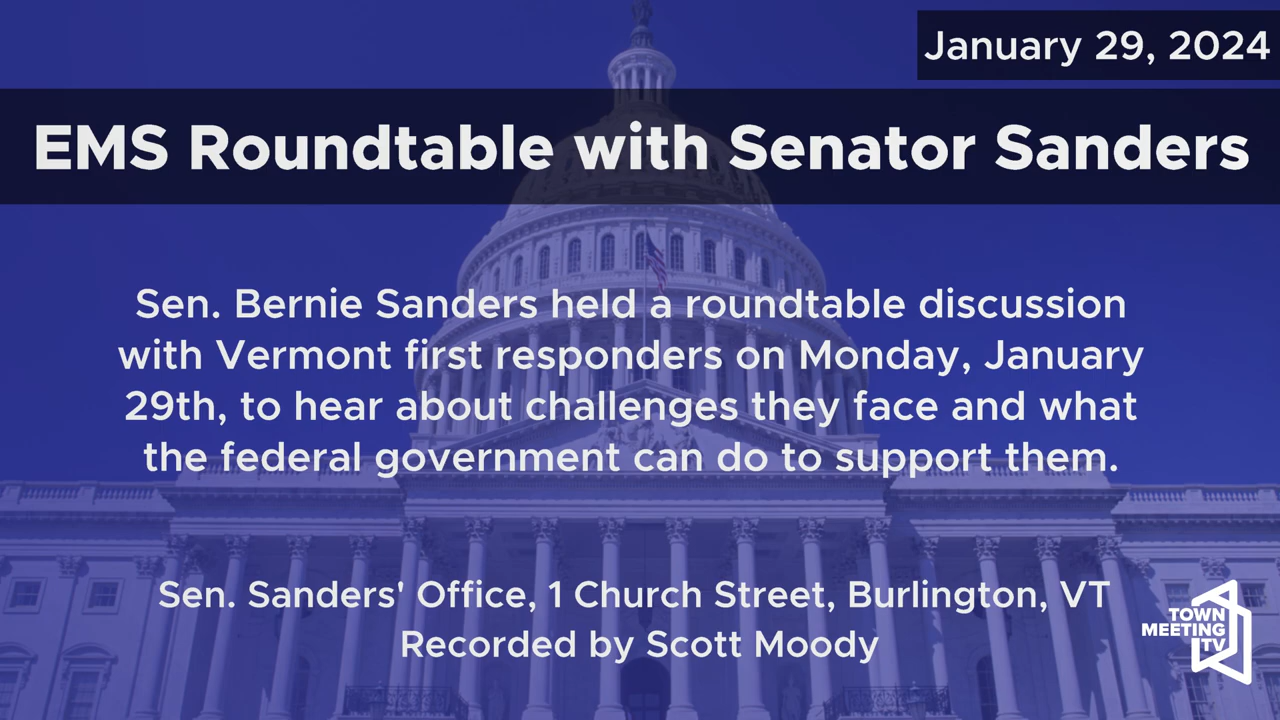 January 29, 2024
EMS Roundtable with Senator Sanders
Sen. Bernie Sanders held a roundtable discussion
with Vermont first responders on Monday, January
29th, to hear about challenges they face and what
the federal government can do to support them.
Sen. Sanders' Office, 1 Church Street, Burlington, VT
Recorded by Scott Moody
TOWN
MEETING
TV